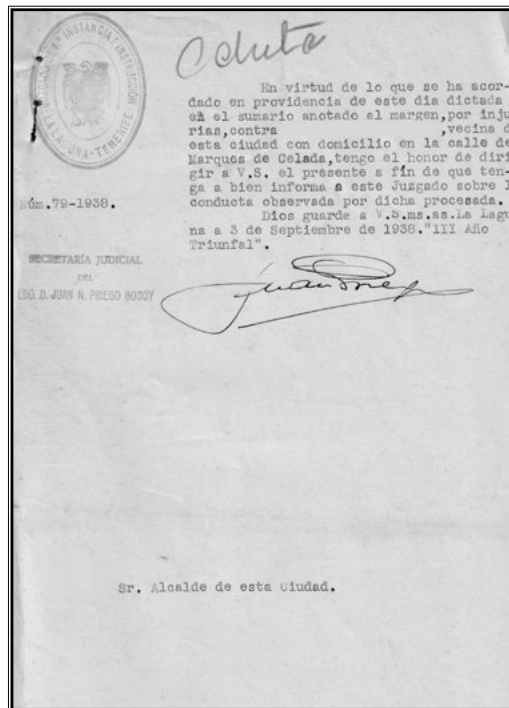 En virtud de lo que se ha acor-
dado en providencia de este dia dictada
en el sumario anotado al margen,por inju
rias,contra ,vecina d
esta ciudad con domicilio en la calle de
Marques de Celada,tengo el honor de diri
gir a V.S. el presente a fin de que ten-
ga a bien informa a este Juzgado sobre l
conducta observada por dicha procesada.
Dios guarde a V.S.ms.as.La Lagu
na a 3 de Septiembre de 1938."III Año
Triunfal".
Núm.79-1938.
SECRETARÍA JUDICIAL
DEL
LDO. D. JUAN N. PRIEGO GODOY
Sr. Alcalde de esta Ciudad.